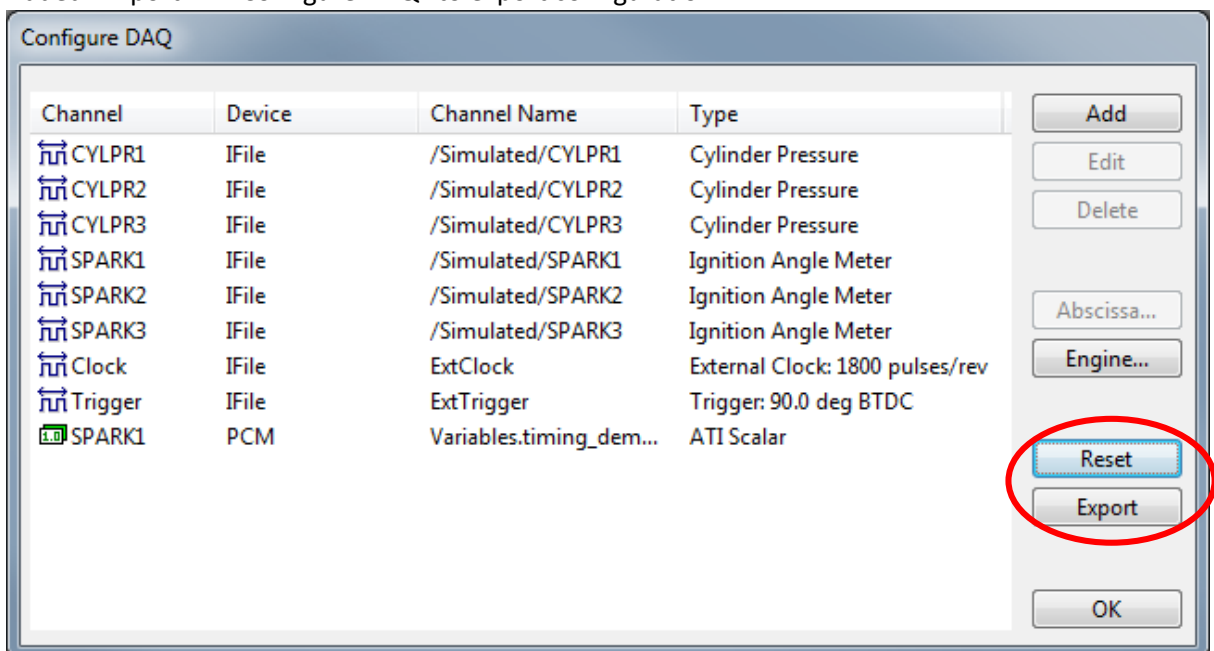 Configure DAQ
Channel Device Channel Name Type
CYLPR1 IFile /Simulated/CYLPR1 Cylinder Pressure
CYLPR2 IFile /Simulated/CYLPR2 Cylinder Pressure
CYLPR3 IFile /Simulated/CYLPR3 Cylinder Pressure
SPARK1 IFile /Simulated/SPARK1 Ignition Angle Meter
SPARK2 IFile /Simulated/SPARK2 Ignition Angle Meter
SPARK3 IFile /Simulated/SPARK3 Ignition Angle Meter
Clock IFile ExtClock External Clock: 1800 pulses/rev
Trigger IFile ExtTrigger Trigger: 90.0 deg BTDC
1.0 SPARK1 PCM Variables.timing_dem... ATI Scalar
Add
Edit
Delete
Abscissa...
Engine...
Reset
Export
OK